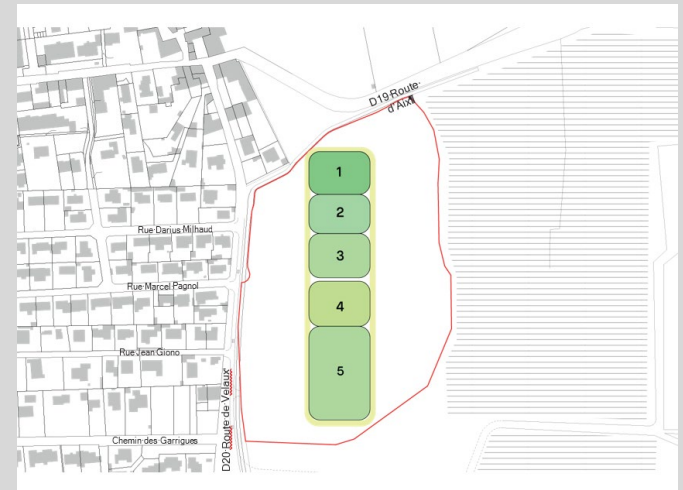 D19 Route
d'Aix
1
2
Rue Darius Milhaud
3
Rue Marcel Pagnol
4
Rue Jean Giono
5
D20 Route de Velaux
Chemin des Garrigues